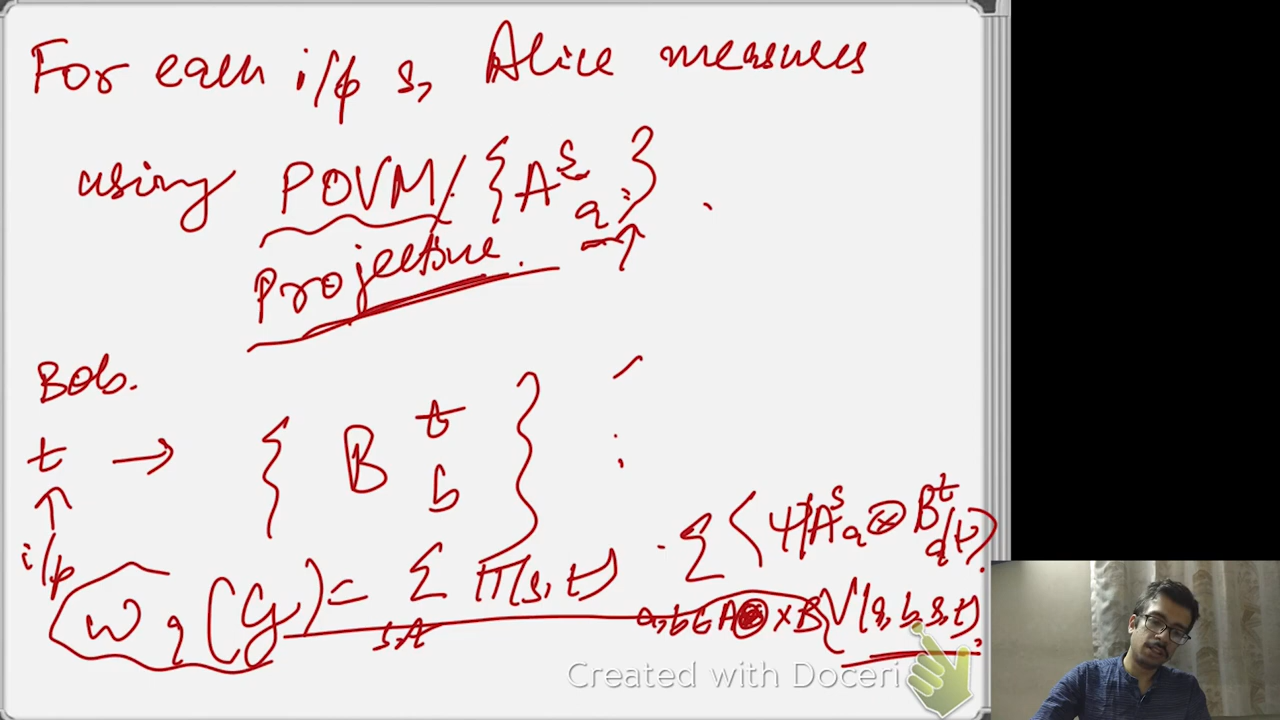 For each i/p s, Alice measures
using POVM/ {A^s_a}
Projective.
Bob.
t → { B^t_b }
↑
i/p
ω_q(G) = Σ_{s,t} π(s,t) · Σ_{a,b∈A×B} ⟨ψ|A^s_a ⊗ B^t_b|ψ⟩ V(a,b,s,t)
Created with Doceri